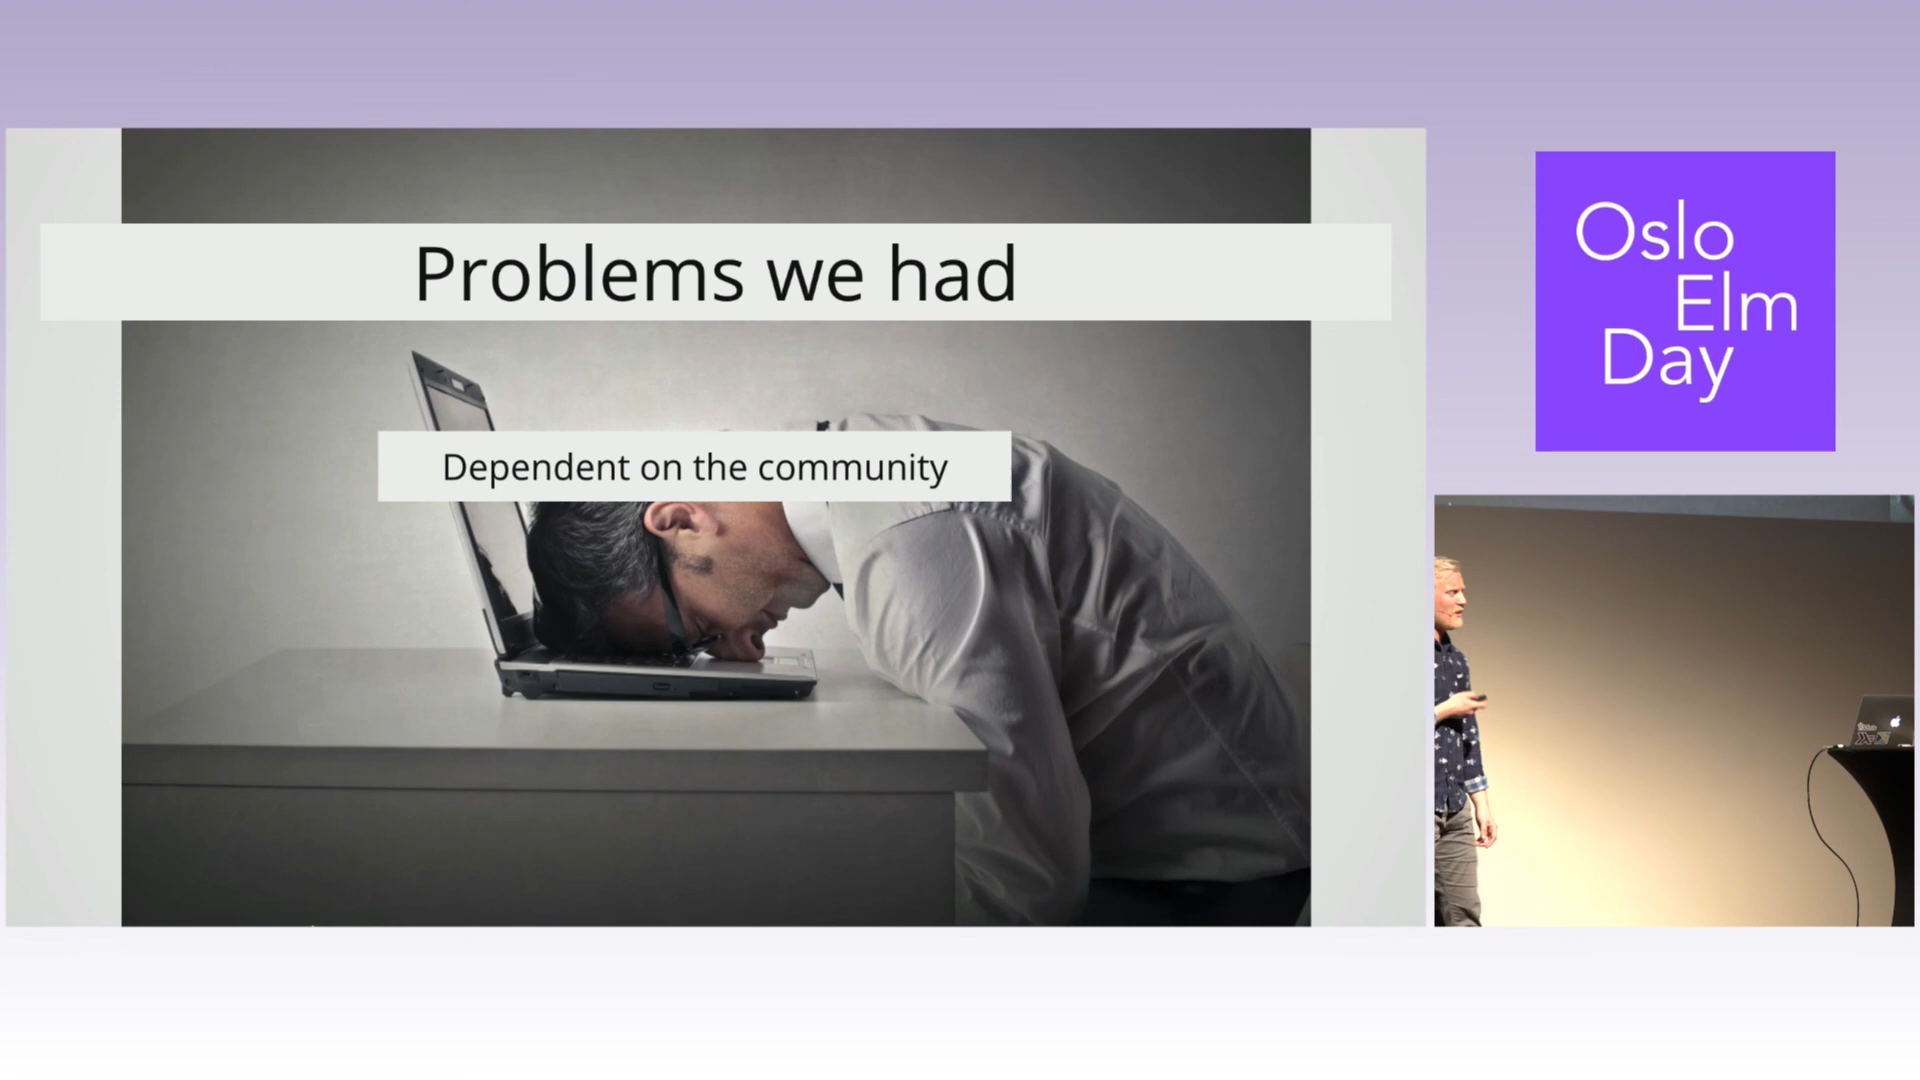 Problems we had
Dependent on the community
Oslo
Elm
Day